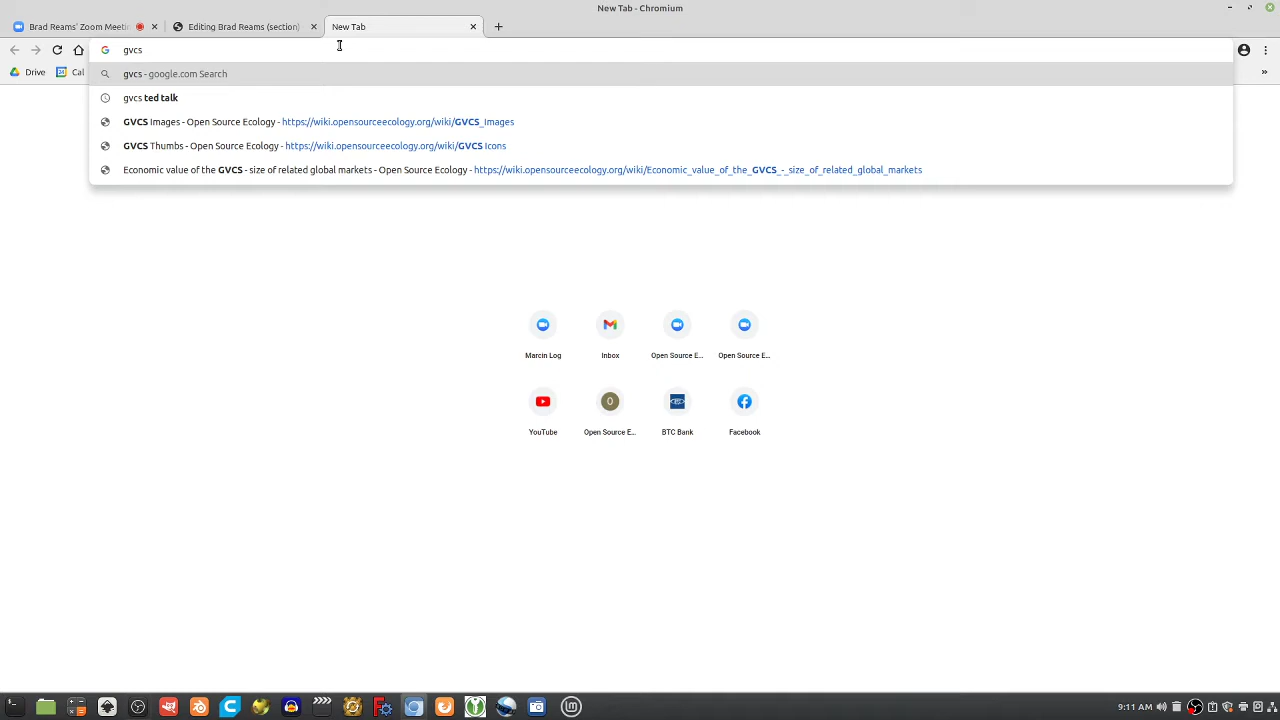 New Tab - Chromium
Brad Reams' Zoom Meeti
Editing Brad Reams (section)
New Tab
gvcs
Drive
Cal
»
gvcs - google.com Search
gvcs ted talk
GVCS Images - Open Source Ecology - https://wiki.opensourceecology.org/wiki/GVCS_Images
GVCS Thumbs - Open Source Ecology - https://wiki.opensourceecology.org/wiki/GVCS Icons
Economic value of the GVCS - size of related global markets - Open Source Ecology - https://wiki.opensourceecology.org/wiki/Economic_value_of_the_GVCS_-_size_of_related_global_markets
Marcin Log
Inbox
Open Source E...
Open Source E...
O
YouTube
Open Source E...
BTC Bank
Facebook
9:11 AM